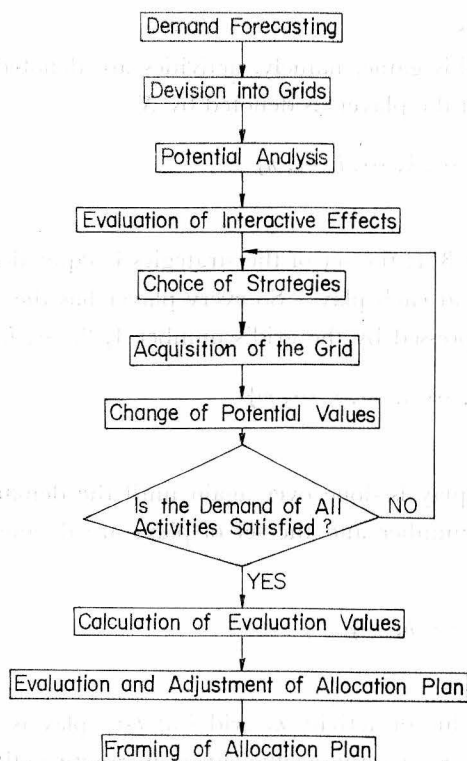 Demand Forecasting
Devision into Grids
Potential Analysis
Evaluation of Interactive Effects
Choice of Strategies
Acquisition of the Grid
Change of Potential Values
Is the Demand of All
Activities Satisfied ?
NO
YES
Calculation of Evaluation Values
Evaluation and Adjustment of Allocation Plan
Framing of Allocation Plan